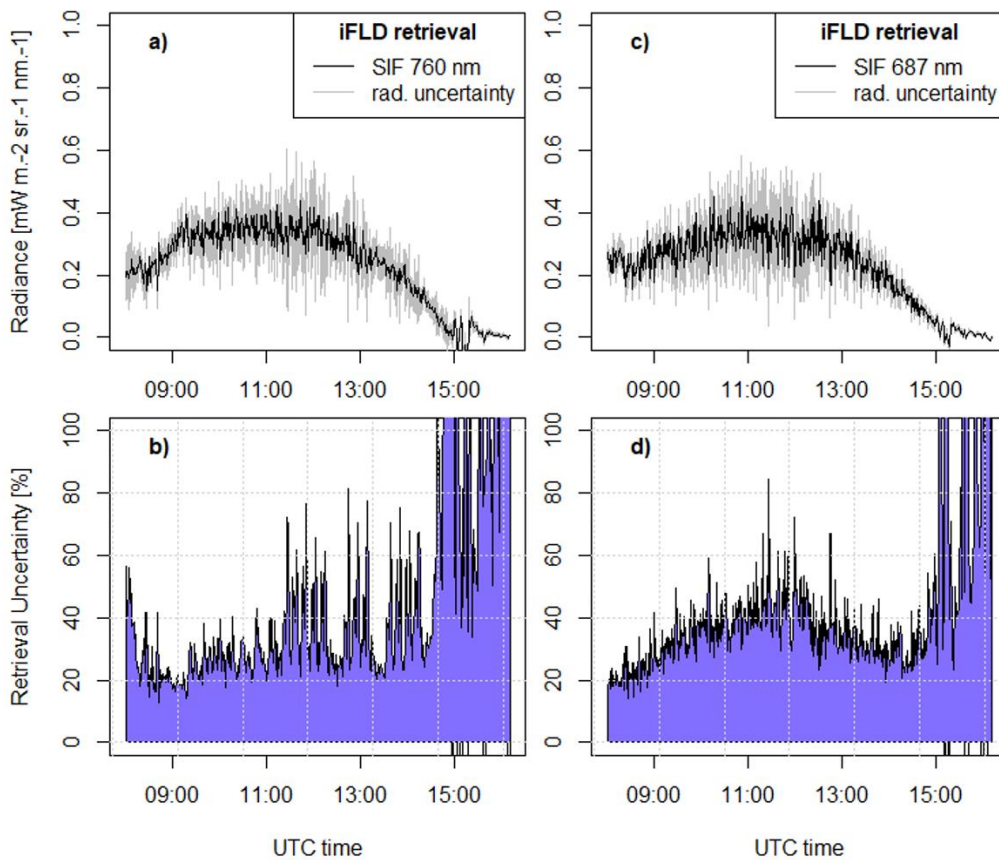 a)
iFLD retrieval
SIF 760 nm
rad. uncertainty
Radiance [mW m.-2 sr.-1 nm.-1]
0.0 0.2 0.4 0.6 0.8 1.0
09:00 11:00 13:00 15:00
c)
iFLD retrieval
SIF 687 nm
rad. uncertainty
0.0 0.2 0.4 0.6 0.8 1.0
09:00 11:00 13:00 15:00
b)
Retrieval Uncertainty [%]
0 20 40 60 80 100
09:00 11:00 13:00 15:00
UTC time
d)
0 20 40 60 80 100
09:00 11:00 13:00 15:00
UTC time